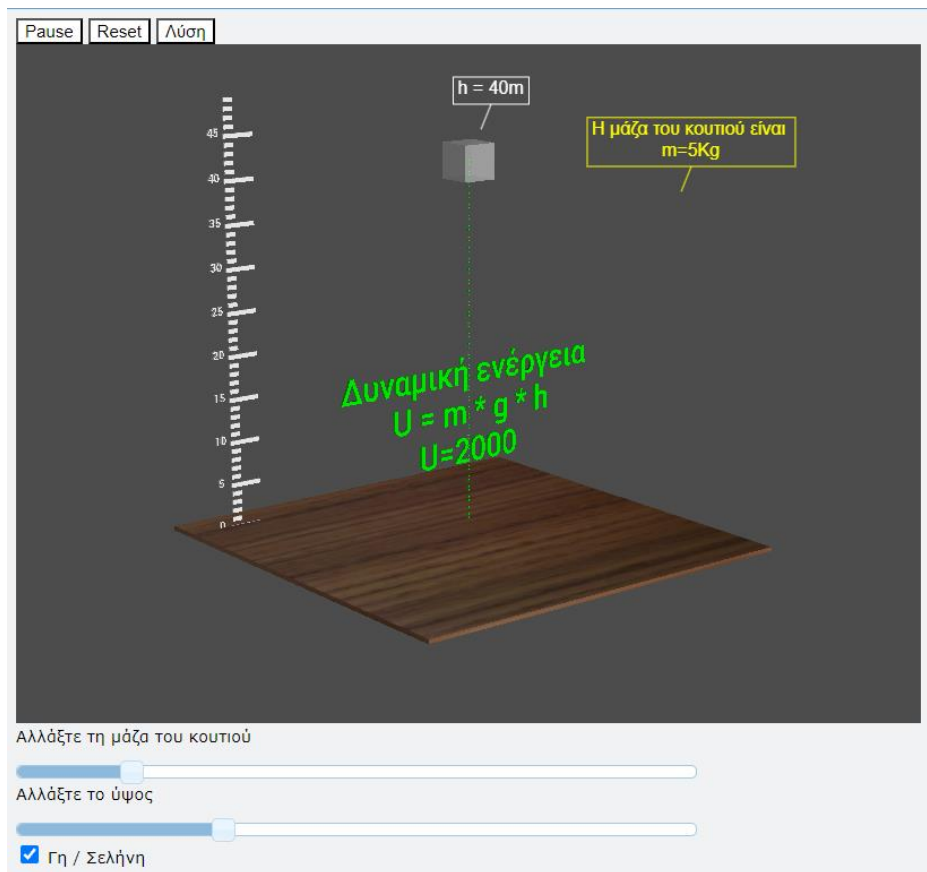 Pause Reset Λύση
h = 40m
Η μάζα του κουτιού είναι
m=5Kg
45
40
35
30
25
20
15
10
5
0
Δυναμική ενέργεια
U = m * g * h
U=2000
Αλλάξτε τη μάζα του κουτιού
Αλλάξτε το ύψος
Γη / Σελήνη